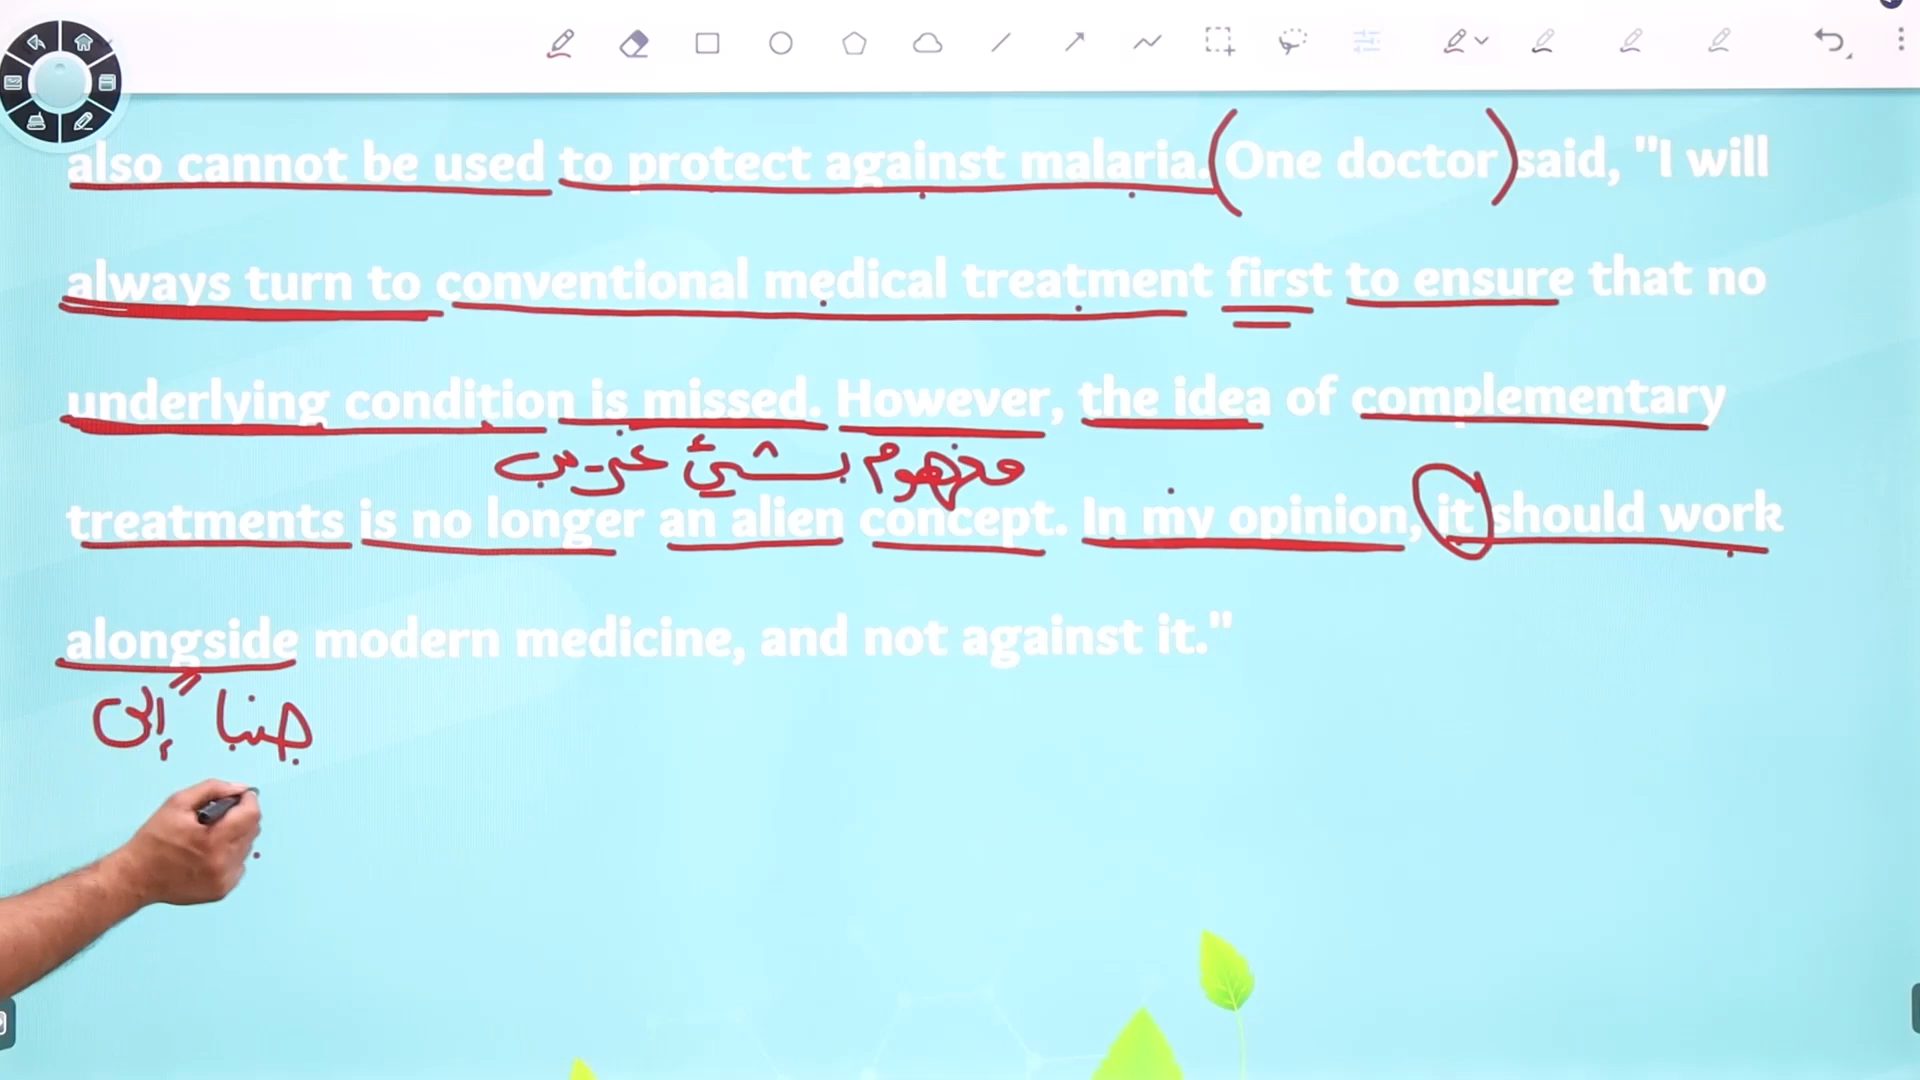 also cannot be used to protect against malaria. One doctor said, "I will
always turn to conventional medical treatment first to ensure that no
underlying condition is missed. However, the idea of complementary
مفهوم بشيئ غريب
treatments is no longer an alien concept. In my opinion, it should work
alongside modern medicine, and not against it."
جنبا إلى